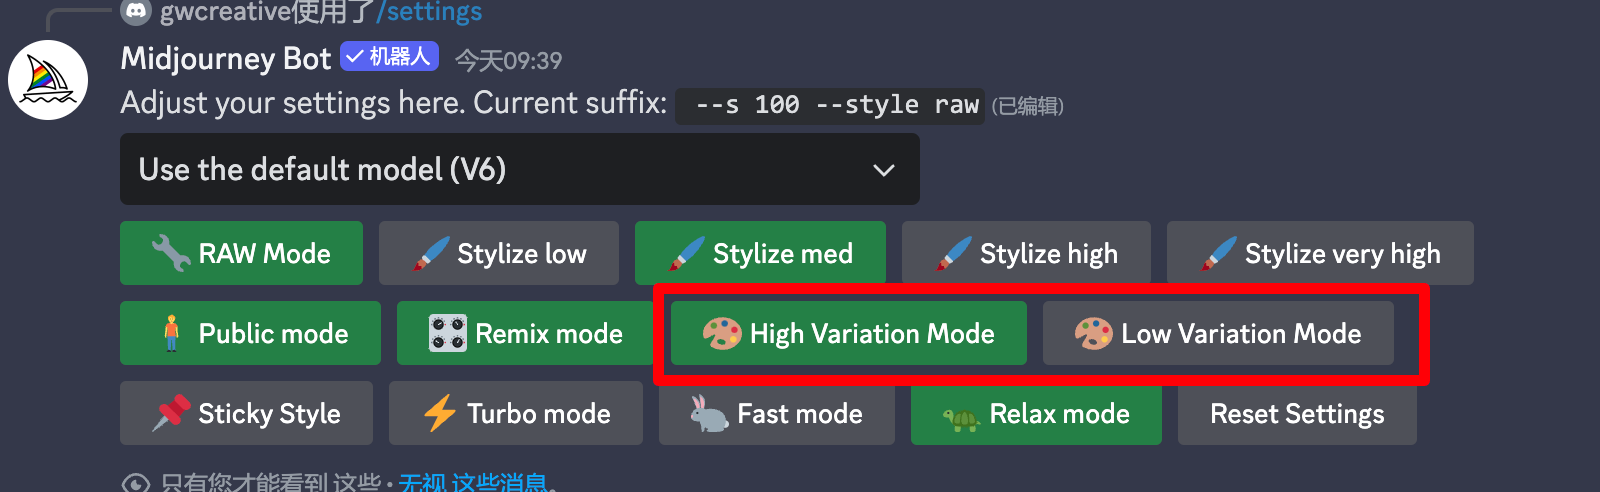 gwcreative使用了/settings
Midjourney Bot ✓ 机器人 今天09:39
Adjust your settings here. Current suffix: --s 100 --style raw (已编辑)
Use the default model (V6)
RAW Mode Stylize low Stylize med Stylize high Stylize very high
Public mode Remix mode High Variation Mode Low Variation Mode
Sticky Style Turbo mode Fast mode Relax mode Reset Settings
只有您才能看到 这些 • 无视 这些消息。